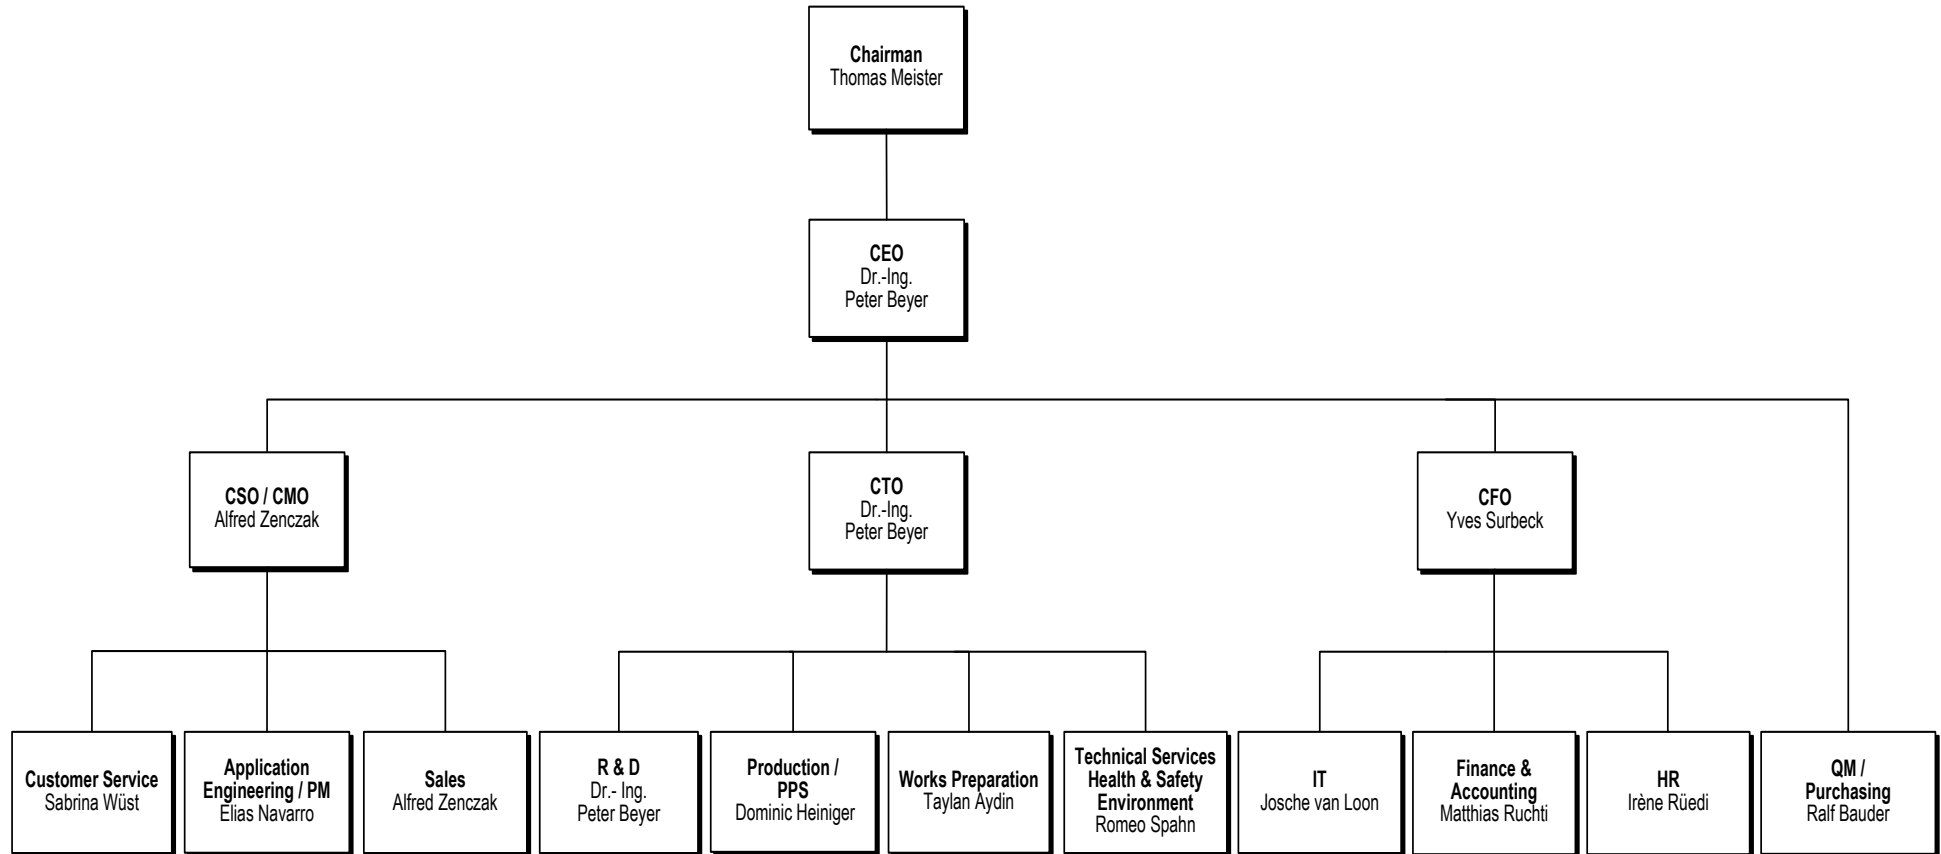 Chairman
Thomas Meister
CEO
Dr.-Ing.
Peter Beyer
CSO / CMO
Alfred Zenczak
CTO
Dr.-Ing.
Peter Beyer
CFO
Yves Surbeck
Customer Service
Sabrina Wüst
Application
Engineering / PM
Elias Navarro
Sales
Alfred Zenczak
R & D
Dr.- Ing.
Peter Beyer
Production /
PPS
Dominic Heiniger
Works Preparation
Taylan Aydin
Technical Services
Health & Safety
Environment
Romeo Spahn
IT
Josche van Loon
Finance &
Accounting
Matthias Ruchti
HR
Irène Rüedi
QM /
Purchasing
Ralf Bauder